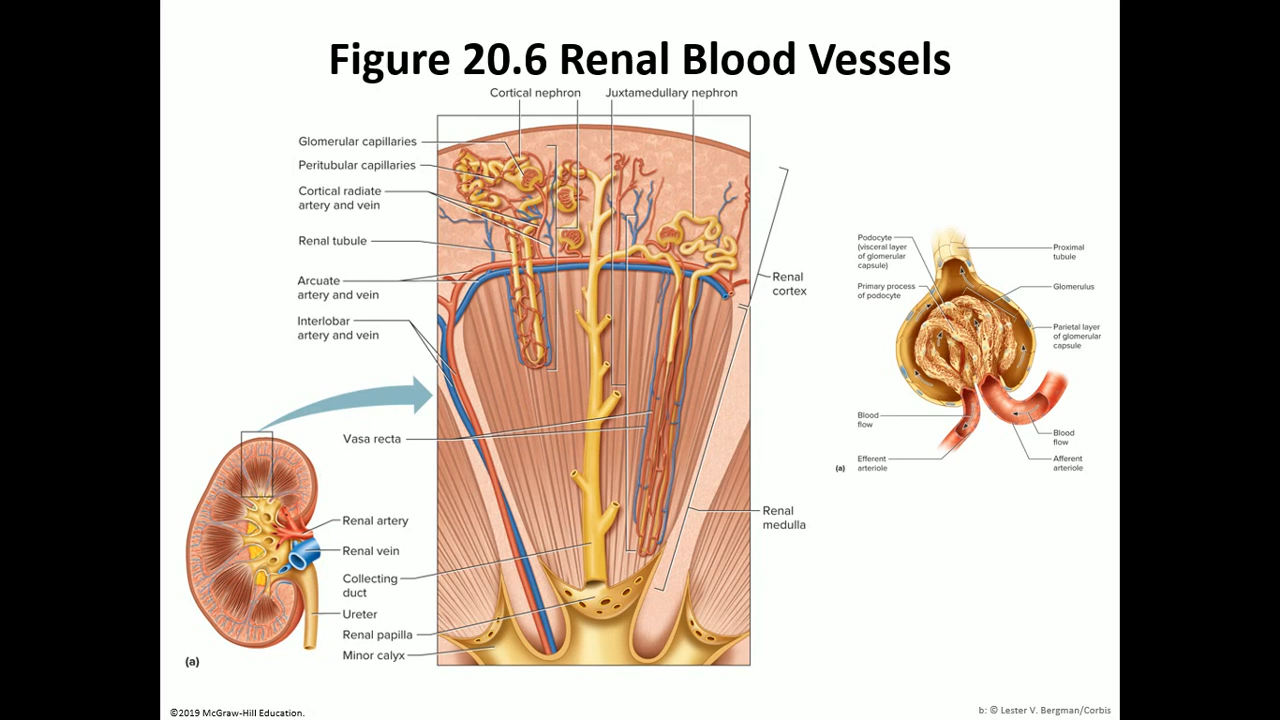 Figure 20.6 Renal Blood Vessels
Cortical nephron
Juxtamedullary nephron
Glomerular capillaries
Peritubular capillaries
Cortical radiate
artery and vein
Renal tubule
Arcuate
artery and vein
Interlobar
artery and vein
Vasa recta
Renal artery
Renal vein
Collecting
duct
Ureter
Renal papilla
Minor calyx
(a)
Renal
cortex
Renal
medulla
Podocyte
(visceral layer
of glomerular
capsule)
Primary process
of podocyte
Proximal
tubule
Glomerulus
Parietal layer
of glomerular
capsule
Blood
flow
Efferent
arteriole
Blood
flow
Afferent
arteriole
(a)
©2019 McGraw-Hill Education.
b: © Lester V. Bergman/Corbis